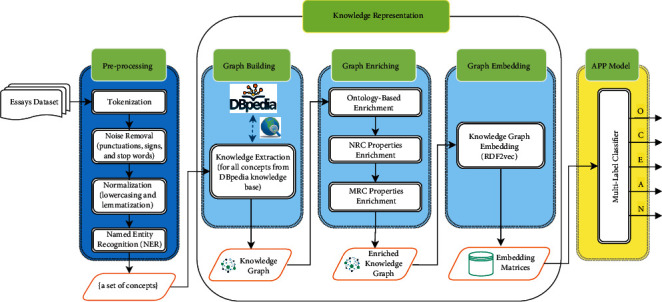 Knowledge Representation
Pre-processing
Graph Building
Graph Enriching
Graph Embedding
APP Model
Essays Dataset
Tokenization
Noise Removal
(punctuations, signs,
and stop words)
Normalization
(lowercasing and
lemmatization)
Named Entity
Recognition (NER)
{a set of concepts}
DBpedia
Knowledge Extraction
(for all concepts from
DBpedia knowledge
base)
Knowledge
Graph
Ontology-Based
Enrichment
NRC Properties
Enrichment
MRC Properties
Enrichment
Enriched
Knowledge
Graph
Knowledge Graph
Embedding
(RDF2vec)
Embedding
Matrices
Multi-Label Classifier
O
C
E
A
N